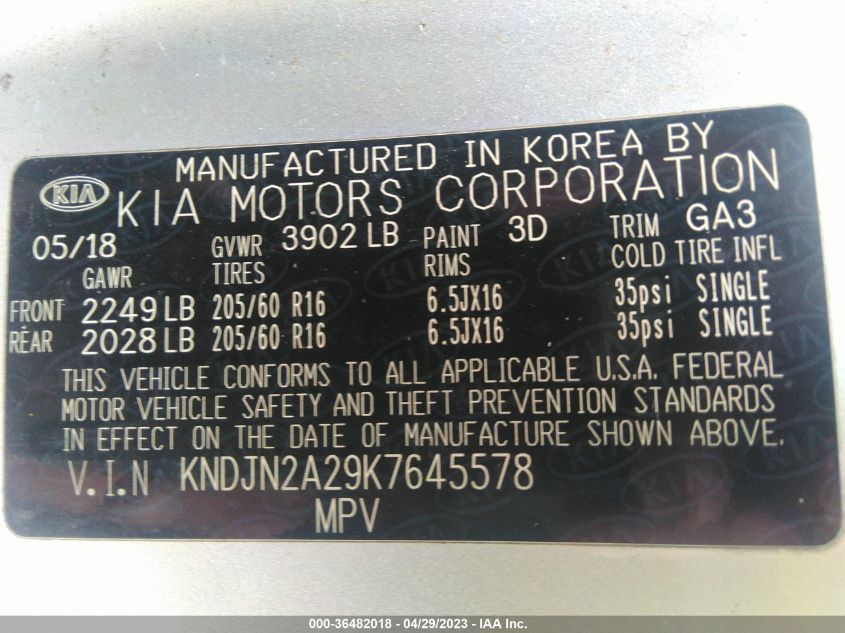 MANUFACTURED IN KOREA BY
KIA KIA MOTORS CORPORATION
05/18 GVWR 3902 LB PAINT 3D TRIM GA3
GAWR TIRES RIMS COLD TIRE INFL
FRONT 2249 LB 205/60 R16 6.5JX16 35psi SINGLE
REAR 2028 LB 205/60 R16 6.5JX16 35psi SINGLE
THIS VEHICLE CONFORMS TO ALL APPLICABLE U.S.A. FEDERAL
MOTOR VEHICLE SAFETY AND THEFT PREVENTION STANDARDS
IN EFFECT ON THE DATE OF MANUFACTURE SHOWN ABOVE.
V.I.N KNDJN2A29K7645578
MPV
000-36482018 - 04/29/2023 - IAA Inc.